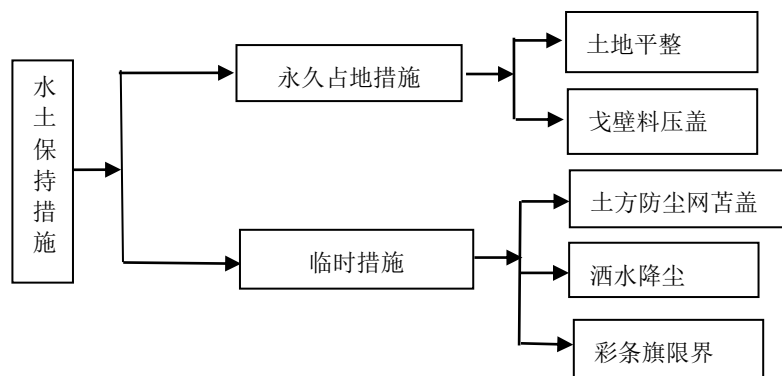 水土保持措施
永久占地措施
土地平整
戈壁料压盖
临时措施
土方防尘网苫盖
洒水降尘
彩条旗限界